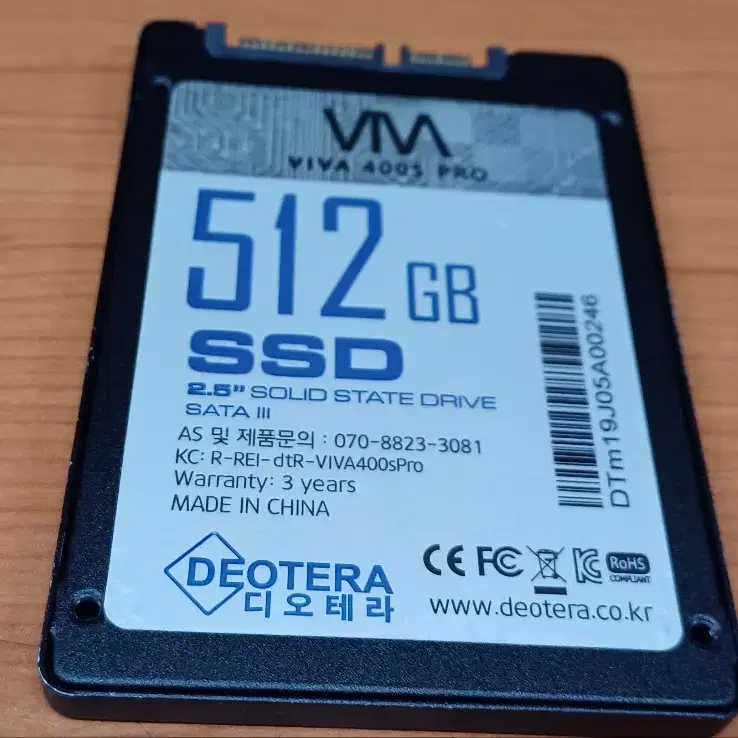 VIVA
VIVA 400S PRO
512 GB
SSD
2.5" SOLID STATE DRIVE
SATA III
AS 및 제품문의 : 070-8823-3081
KC: R-REI-dtR-VIVA400sPro
Warranty: 3 years
MADE IN CHINA
DTm19J05A00246
DEOTERA
디오테라
CE FC KC RoHS
COMPLIANT
www.deotera.co.kr